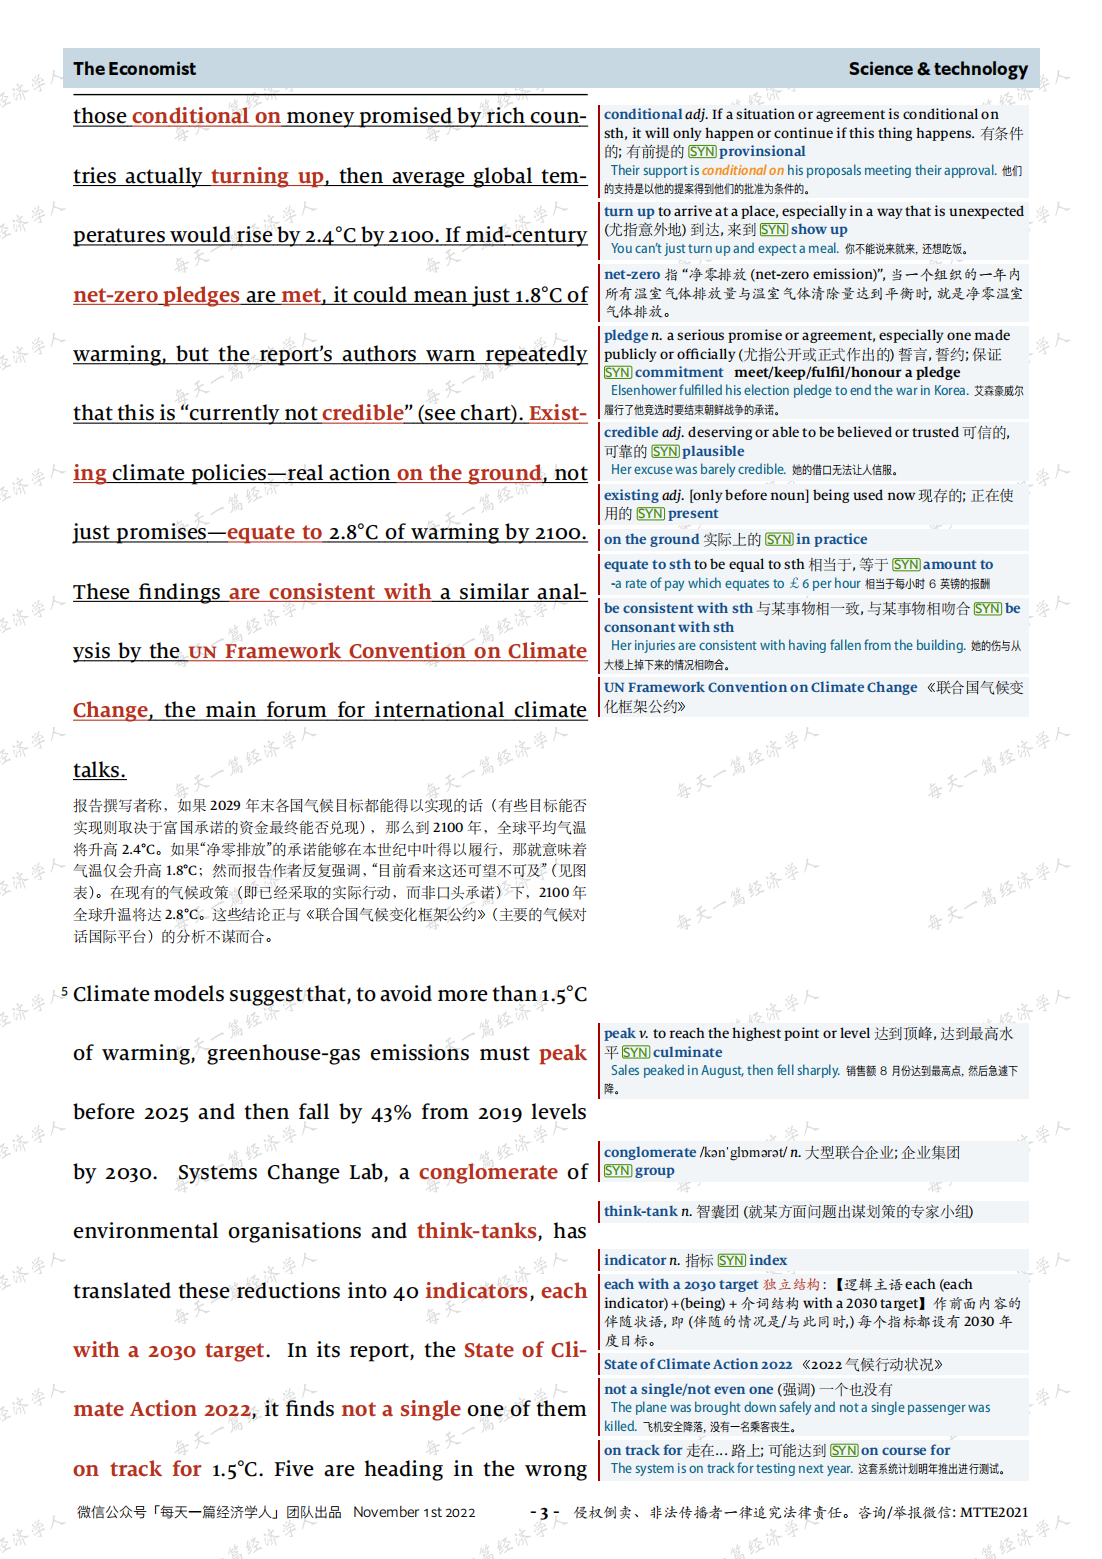 The Economist
Science & technology
those conditional on money promised by rich coun-
tries actually turning up, then average global tem-
peratures would rise by 2.4°C by 2100. If mid-century
net-zero pledges are met, it could mean just 1.8°C of
warming, but the report's authors warn repeatedly
that this is “currently not credible” (see chart). Exist-
ing climate policies—real action on the ground, not
just promises—equate to 2.8°C of warming by 2100.
These findings are consistent with a similar anal-
ysis by the UN Framework Convention on Climate
Change, the main forum for international climate
talks.
报告撰写者称，如果 2029 年末各国气候目标都能得以实现的话（有些目标能否
实现则取决于富国承诺的资金最终能否兑现），那么到 2100 年，全球平均气温
将升高 2.4°C。如果“净零排放”的承诺能够在本世纪中叶得以履行，那就意味着
气温仅会升高 1.8°C；然而报告作者反复强调，“目前看来这还可望不可及”（见图
表）。在现有的气候政策（即已经采取的实际行动，而非口头承诺）下，2100 年
全球升温将达 2.8°C。这些结论正与《联合国气候变化框架公约》（主要的气候对
话国际平台）的分析不谋而合。
5 Climate models suggest that, to avoid more than 1.5°C
of warming, greenhouse-gas emissions must peak
before 2025 and then fall by 43% from 2019 levels
by 2030. Systems Change Lab, a conglomerate of
environmental organisations and think-tanks, has
translated these reductions into 40 indicators, each
with a 2030 target. In its report, the State of Cli-
mate Action 2022, it finds not a single one of them
on track for 1.5°C. Five are heading in the wrong
conditional adj. If a situation or agreement is conditional on
sth, it will only happen or continue if this thing happens. 有条件
的; 有前提的 SYN provinsional
Their support is conditional on his proposals meeting their approval. 他们
的支持是以他的提案得到他们的批准为条件的。
turn up to arrive at a place, especially in a way that is unexpected
(尤指意外地) 到达, 来到 SYN show up
You can't just turn up and expect a meal. 你不能说来就来, 还想吃饭。
net-zero 指 “净零排放 (net-zero emission)”, 当一个组织的一年内
所有温室气体排放量与温室气体清除量达到平衡时, 就是净零温室
气体排放。
pledge n. a serious promise or agreement, especially one made
publicly or officially (尤指公开或正式作出的) 誓言, 誓约; 保证
SYN commitment meet/keep/fulfil/honour a pledge
Elsenhower fulfilled his election pledge to end the war in Korea. 艾森豪威尔
履行了他竞选时要结束朝鲜战争的承诺。
credible adj. deserving or able to be believed or trusted 可信的,
可靠的 SYN plausible
Her excuse was barely credible. 她的借口无法让人信服。
existing adj. [only before noun] being used now 现存的; 正在使
用的 SYN present
on the ground 实际上的 SYN in practice
equate to sth to be equal to sth 相当于, 等于 SYN amount to
-a rate of pay which equates to £6 per hour 相当于每小时 6 英镑的报酬
be consistent with sth 与某事物相一致, 与某事物相吻合 SYN be
consonant with sth
Her injuries are consistent with having fallen from the building. 她的伤与从
大楼上掉下来的情况相吻合。
UN Framework Convention on Climate Change 《联合国气候变
化框架公约》
peak v. to reach the highest point or level 达到顶峰, 达到最高水
平 SYN culminate
Sales peaked in August, then fell sharply. 销售额 8 月份达到最高点, 然后急遽下
降。
conglomerate /kənˈɡlɒmərət/ n. 大型联合企业; 企业集团
SYN group
think-tank n. 智囊团 (就某方面问题出谋划策的专家小组)
indicator n. 指标 SYN index
each with a 2030 target 独立结构: 【逻辑主语 each (each
indicator) +(being) + 介词结构 with a 2030 target】作前面内容的
伴随状语, 即 (伴随的情况是/与此同时,) 每个指标都设有 2030 年
度目标。
State of Climate Action 2022 《2022 气候行动状况》
not a single/not even one (强调) 一个也没有
The plane was brought down safely and not a single passenger was
killed. 飞机安全降落, 没有一名乘客丧生。
on track for 走在... 路上; 可能达到 SYN on course for
The system is on track for testing next year. 这套系统计划明年推出进行测试。
微信公众号「每天一篇经济学人」团队出品 November 1st 2022
- 3 -
侵权倒卖、非法传播者一律追究法律责任。咨询/举报微信: MTTE2021
每天一篇经济学人